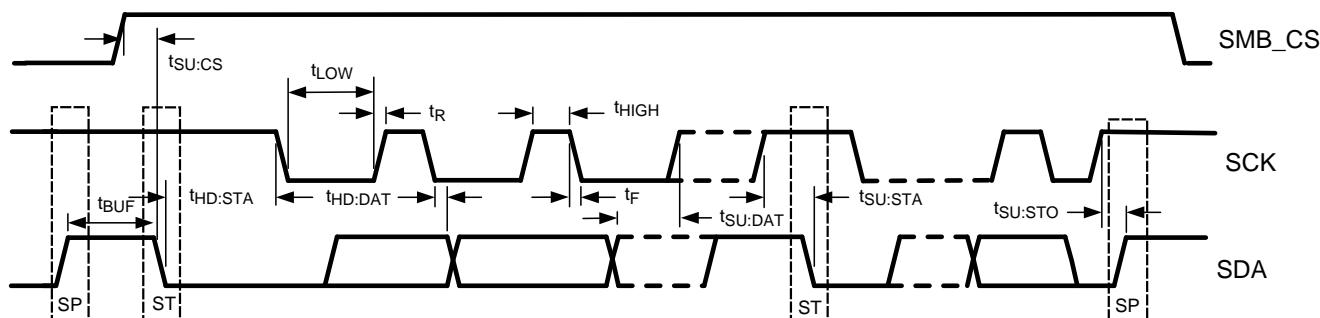 SMB_CS
tSU:CS
tLOW
tR
tHIGH
SCK
tBUF
tHD:STA
tHD:DAT
tF
tSU:DAT
tSU:STA
tSU:STO
SDA
SP
ST
ST
SP